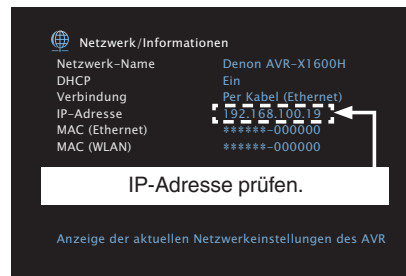 Netzwerk/Informationen
Netzwerk-Name Denon AVR-X1600H
DHCP Ein
Verbindung Per Kabel (Ethernet)
IP-Adresse 192.168.100.19
MAC (Ethernet) ******-000000
MAC (WLAN) ******-000000
IP-Adresse prüfen.
Anzeige der aktuellen Netzwerkeinstellungen des AVR